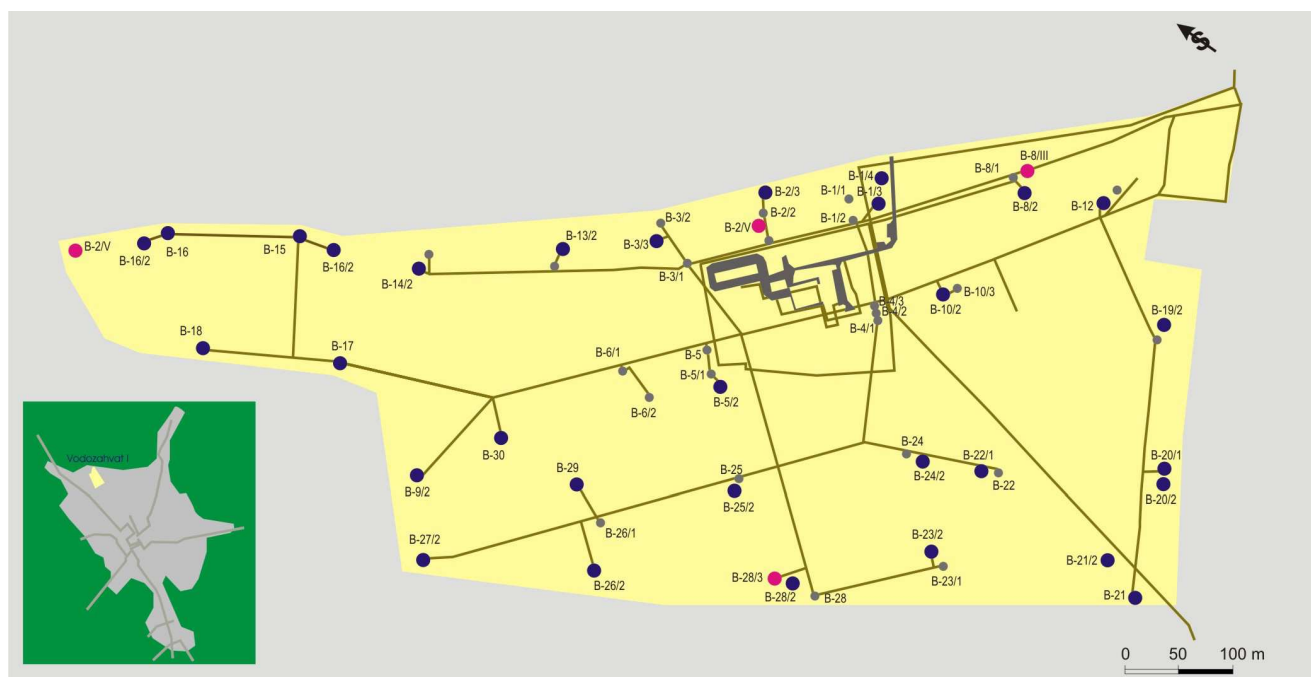 S
B-8/III
B-8/1
B-1/4
B-1/1
B-1/3
B-2/3
B-8/2
B-12
B-2/2
B-3/2
B-1/2
B-2/V
B-2/V
B-16
B-16/2
B-15
B-16/2
B-13/2
B-3/3
B-14/2
B-3/1
B-10/3
B-10/2
B-4/3
B-4/2
B-4/1
B-19/2
B-18
B-17
B-6/1
B-5
B-5/1
B-5/2
B-6/2
B-30
Vodozahvat I
B-9/2
B-29
B-25
B-25/2
B-24
B-24/2
B-22/1
B-22
B-20/1
B-20/2
B-26/1
B-27/2
B-26/2
B-23/2
B-23/1
B-21/2
B-28/3
B-28/2
B-28
B-21
0 50 100 m